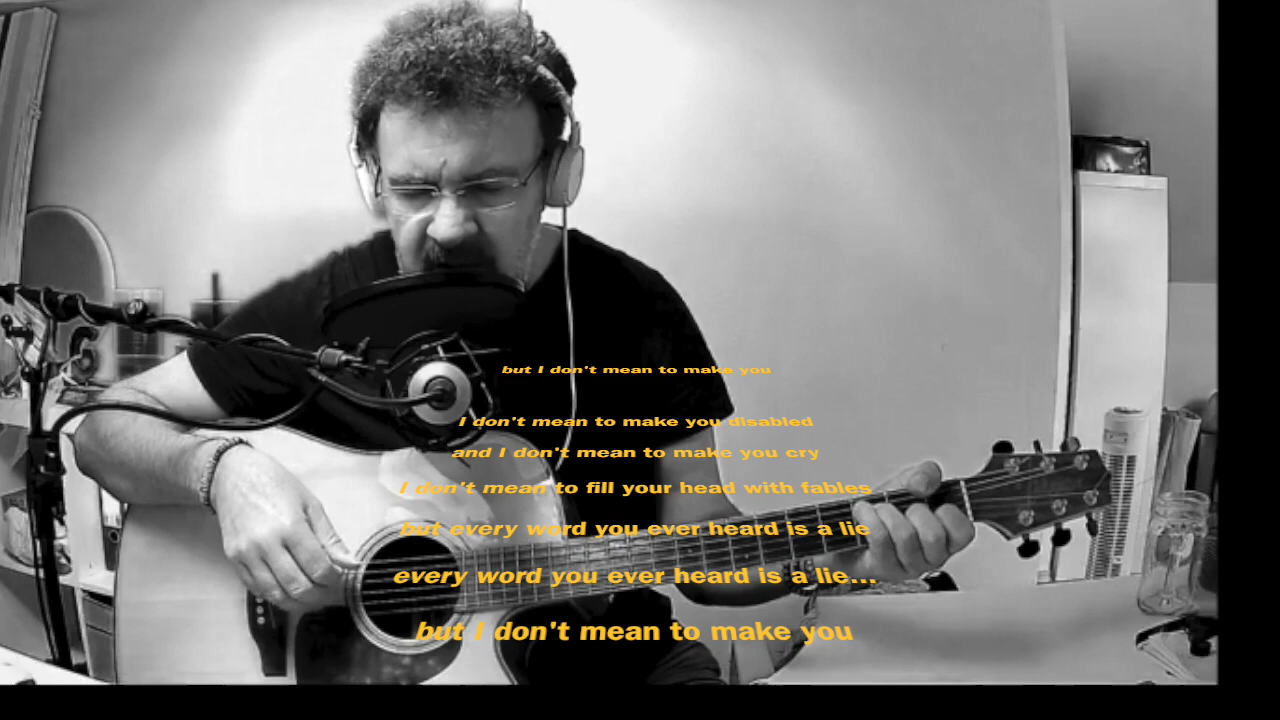 but I don't mean to make you
I don't mean to make you disabled
and I don't mean to make you cry
I don't mean to fill your head with fables
but every word you ever heard is a lie
every word you ever heard is a lie...
but I don't mean to make you